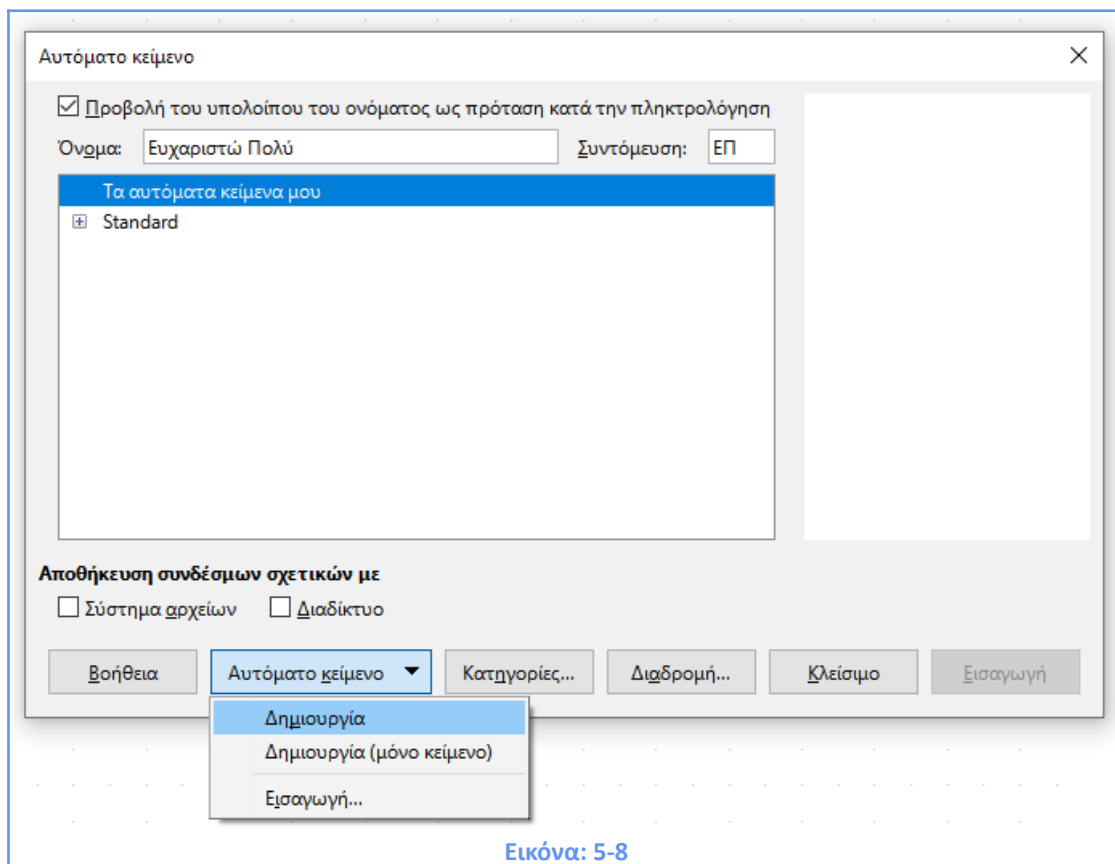 Αυτόματο κείμενο
Προβολή του υπολοίπου του ονόματος ως πρόταση κατά την πληκτρολόγηση
Όνομα: Ευχαριστώ Πολύ Συντόμευση: ΕΠ
Τα αυτόματα κείμενα μου
Standard
Αποθήκευση συνδέσμων σχετικών με
Σύστημα αρχείων Διαδίκτυο
Βοήθεια Αυτόματο κείμενο Κατηγορίες... Διαδρομή... Κλείσιμο Εισαγωγή
Δημιουργία
Δημιουργία (μόνο κείμενο)
Εισαγωγή...
Εικόνα: 5-8